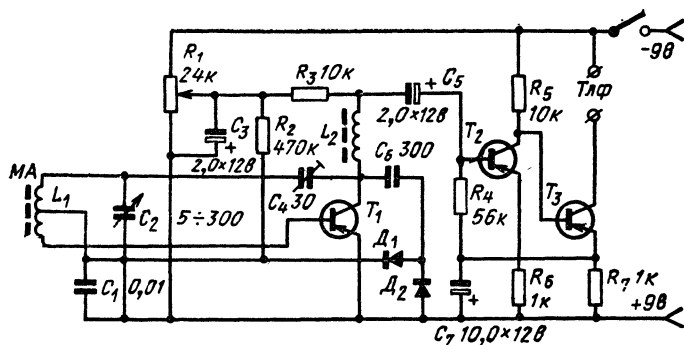 -9в
R1
24к
R3 10к
C5
+
2,0×12в
R5
10к
Тлф
C3
+
2,0×12в
R2
470к
L2
T2
C6 300
МА
L1
C2
5÷300
C4 30
T1
R4
56к
T3
Д1
Д2
C1 0,01
+
C7 10,0×12в
R6
1к
R7 1к
+9в